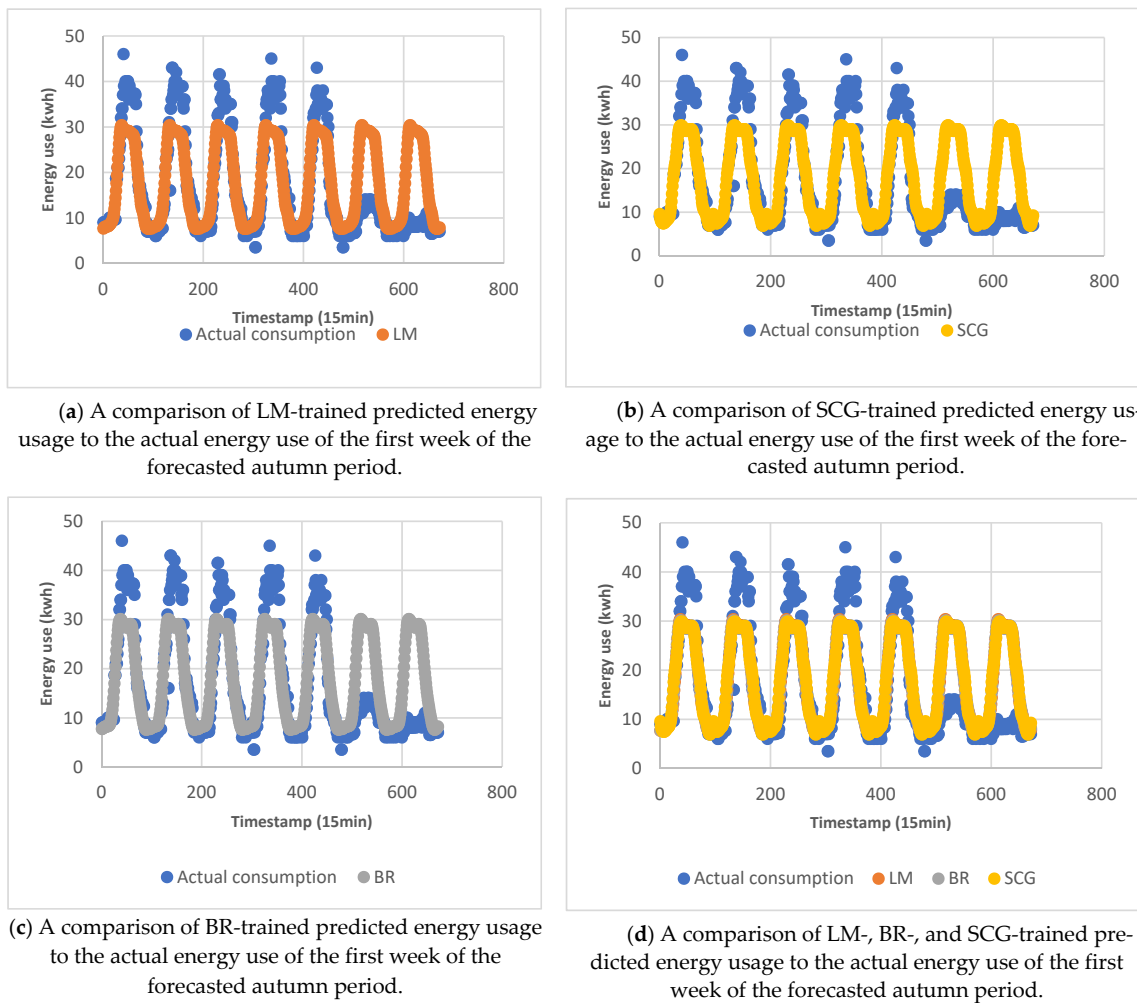 50
40
30
20
10
0
Energy use (kwh)
0 200 400 600 800
Timestamp (15min)
Actual consumption LM
(a) A comparison of LM-trained predicted energy
usage to the actual energy use of the first week of the
forecasted autumn period.
50
40
30
20
10
0
Energy use (kwh)
0 200 400 600 800
Timestamp (15min)
Actual consumption SCG
(b) A comparison of SCG-trained predicted energy us-
age to the actual energy use of the first week of the fore-
casted autumn period.
50
40
30
20
10
0
Energy use (kwh)
0 200 400 600 800
Timestamp (15min)
Actual consumption BR
(c) A comparison of BR-trained predicted energy usage
to the actual energy use of the first week of the
forecasted autumn period.
50
40
30
20
10
0
Energy use (kwh)
0 200 400 600 800
Timestamp (15min)
Actual consumption LM BR SCG
(d) A comparison of LM-, BR-, and SCG-trained pre-
dicted energy usage to the actual energy use of the first
week of the forecasted autumn period.